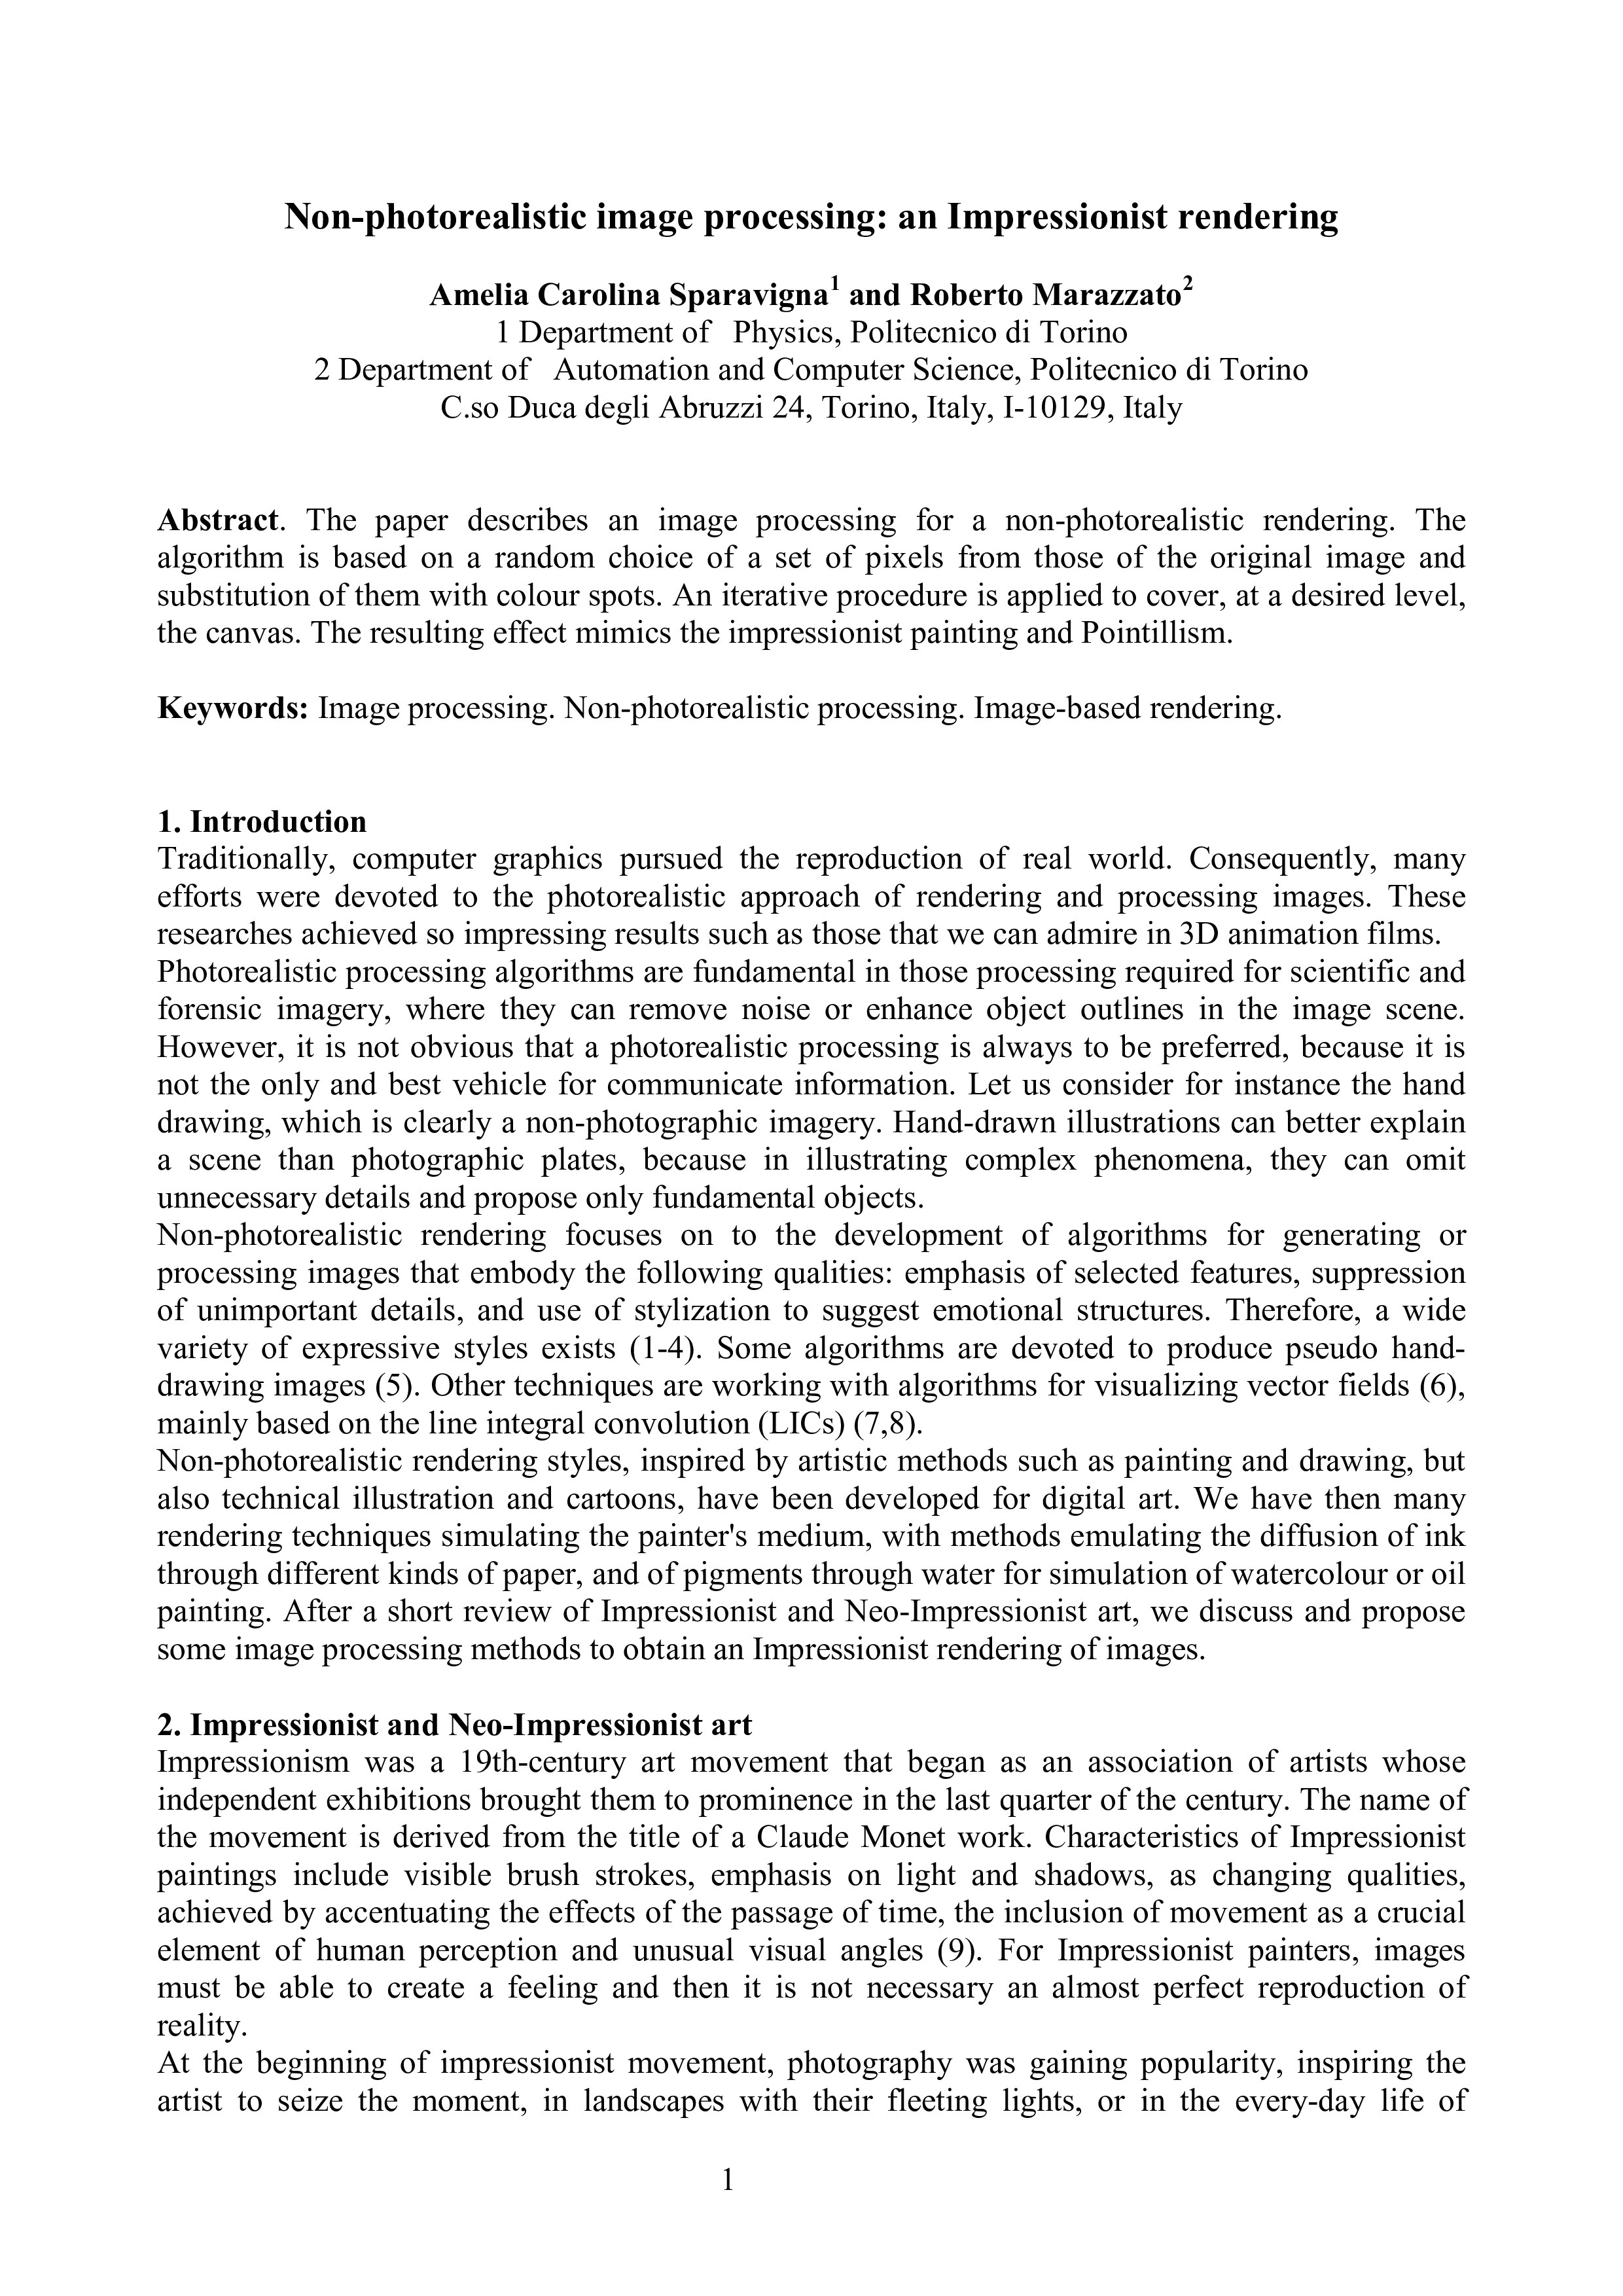 Non-photorealistic image processing: an Impressionist rendering
Amelia Carolina Sparavigna1 and Roberto Marazzato2
1 Department of Physics, Politecnico di Torino
2 Department of Automation and Computer Science, Politecnico di Torino
C.so Duca degli Abruzzi 24, Torino, Italy, I-10129, Italy
Abstract. The paper describes an image processing for a non-photorealistic rendering. The
algorithm is based on a random choice of a set of pixels from those of the original image and
substitution of them with colour spots. An iterative procedure is applied to cover, at a desired level,
the canvas. The resulting effect mimics the impressionist painting and Pointillism.
Keywords: Image processing. Non-photorealistic processing. Image-based rendering.
1. Introduction
Traditionally, computer graphics pursued the reproduction of real world. Consequently, many
efforts were devoted to the photorealistic approach of rendering and processing images. These
researches achieved so impressing results such as those that we can admire in 3D animation films.
Photorealistic processing algorithms are fundamental in those processing required for scientific and
forensic imagery, where they can remove noise or enhance object outlines in the image scene.
However, it is not obvious that a photorealistic processing is always to be preferred, because it is
not the only and best vehicle for communicate information. Let us consider for instance the hand
drawing, which is clearly a non-photographic imagery. Hand-drawn illustrations can better explain
a scene than photographic plates, because in illustrating complex phenomena, they can omit
unnecessary details and propose only fundamental objects.
Non-photorealistic rendering focuses on to the development of algorithms for generating or
processing images that embody the following qualities: emphasis of selected features, suppression
of unimportant details, and use of stylization to suggest emotional structures. Therefore, a wide
variety of expressive styles exists (1-4). Some algorithms are devoted to produce pseudo hand-
drawing images (5). Other techniques are working with algorithms for visualizing vector fields (6),
mainly based on the line integral convolution (LICs) (7,8).
Non-photorealistic rendering styles, inspired by artistic methods such as painting and drawing, but
also technical illustration and cartoons, have been developed for digital art. We have then many
rendering techniques simulating the painter's medium, with methods emulating the diffusion of ink
through different kinds of paper, and of pigments through water for simulation of watercolour or oil
painting. After a short review of Impressionist and Neo-Impressionist art, we discuss and propose
some image processing methods to obtain an Impressionist rendering of images.
2. Impressionist and Neo-Impressionist art
Impressionism was a 19th-century art movement that began as an association of artists whose
independent exhibitions brought them to prominence in the last quarter of the century. The name of
the movement is derived from the title of a Claude Monet work. Characteristics of Impressionist
paintings include visible brush strokes, emphasis on light and shadows, as changing qualities,
achieved by accentuating the effects of the passage of time, the inclusion of movement as a crucial
element of human perception and unusual visual angles (9). For Impressionist painters, images
must be able to create a feeling and then it is not necessary an almost perfect reproduction of
reality.
At the beginning of impressionist movement, photography was gaining popularity, inspiring the
artist to seize the moment, in landscapes with their fleeting lights, or in the every-day life of
1